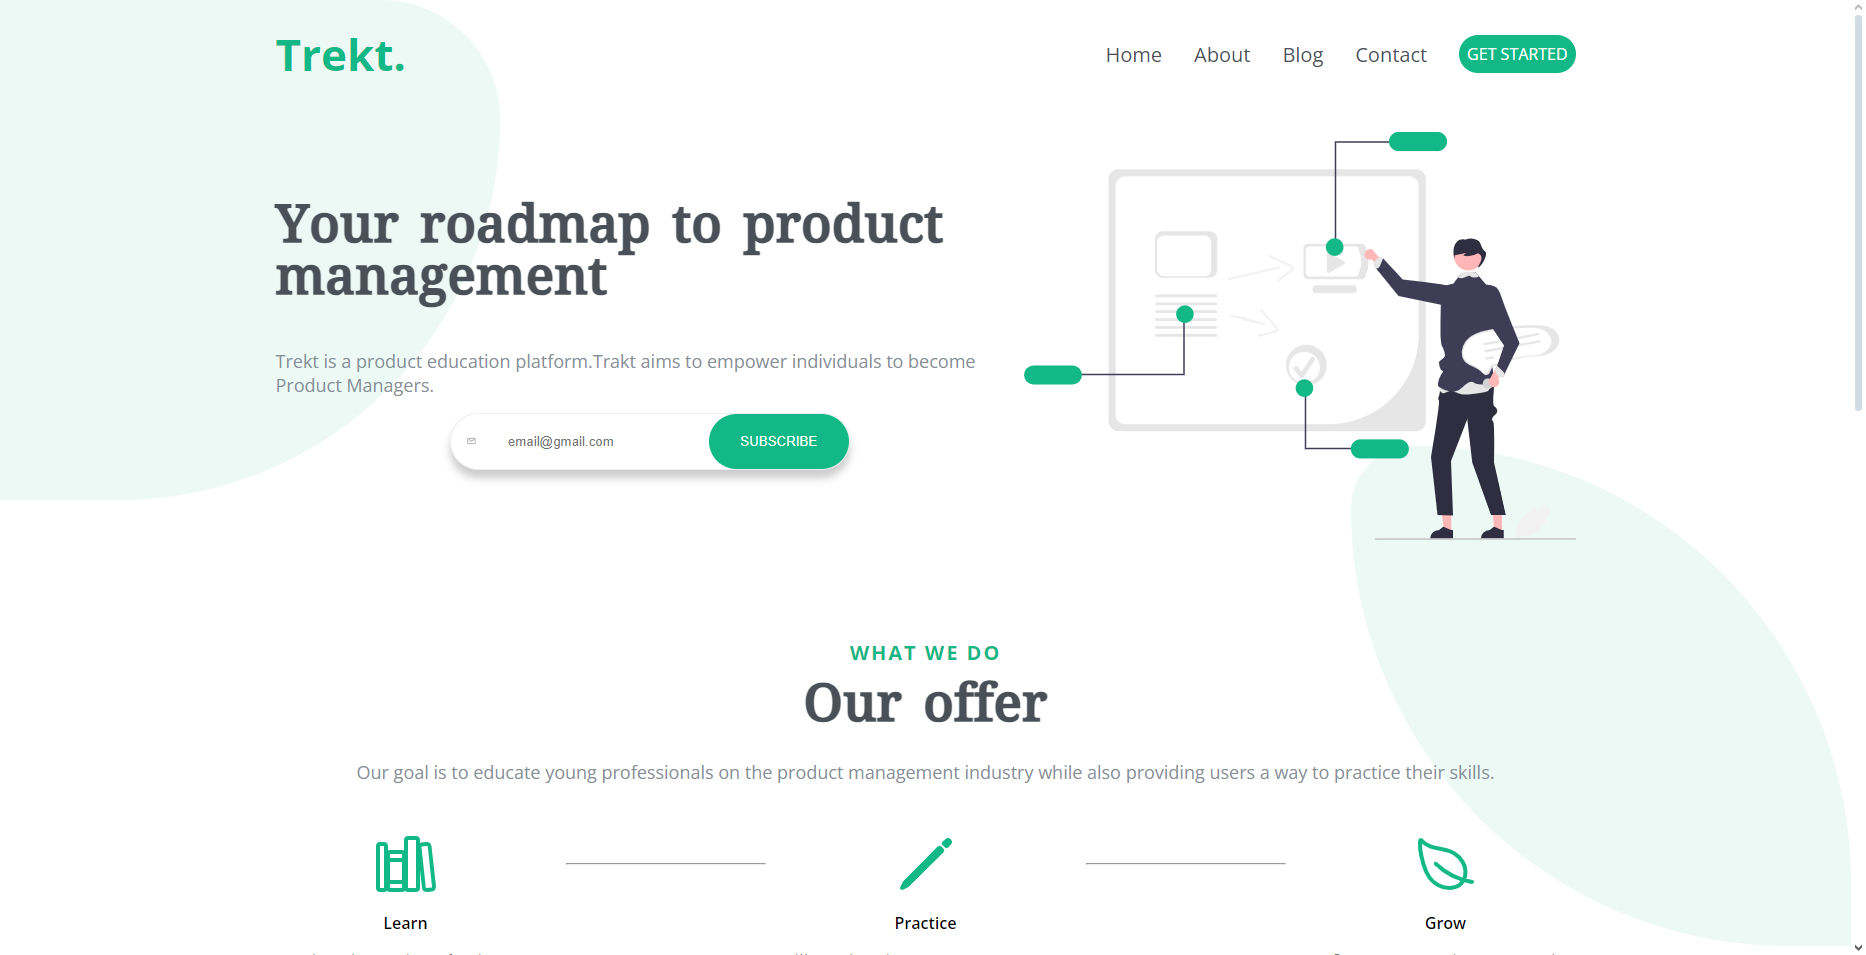 Trekt.
Home About Blog Contact GET STARTED
Your roadmap to product
management
Trekt is a product education platform.Trakt aims to empower individuals to become
Product Managers.
email@gmail.com SUBSCRIBE
WHAT WE DO
Our offer
Our goal is to educate young professionals on the product management industry while also providing users a way to practice their skills.
Learn Practice Grow